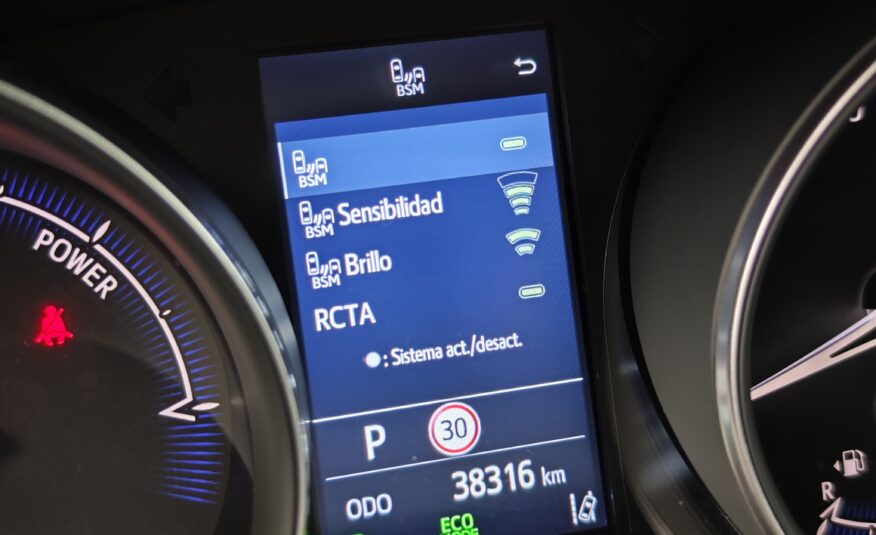 BSM
BSM
BSM Sensibilidad
BSM Brillo
RCTA
: Sistema act./desact.
P 30
ODO 38316 km
ECO
POWER
R